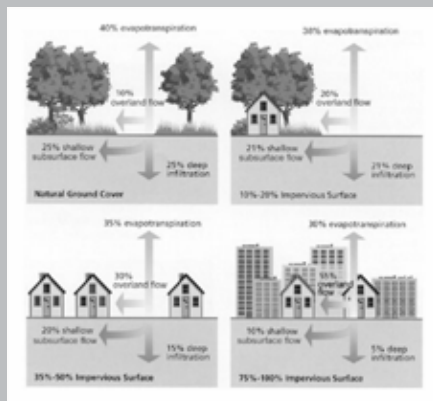 40% evapotranspiration
10%
overland flow
25% shallow
subsurface flow
25% deep
infiltration
Natural Ground Cover
38% evapotranspiration
20%
overland flow
21% shallow
subsurface flow
21% deep
infiltration
10%-20% Impervious Surface
35% evapotranspiration
30%
overland flow
20% shallow
subsurface flow
15% deep
infiltration
35%-50% Impervious Surface
30% evapotranspiration
55%
overland
flow
10% shallow
subsurface flow
5% deep
infiltration
75%-100% Impervious Surface